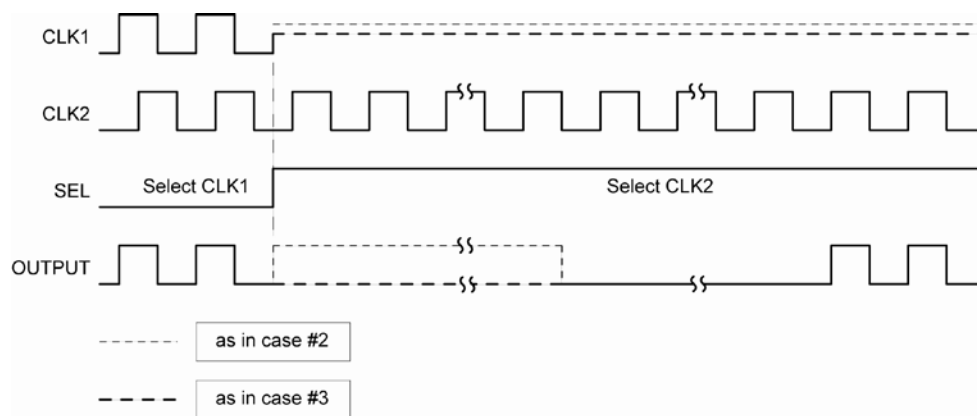 CLK1
CLK2
SEL
Select CLK1
Select CLK2
OUTPUT
as in case #2
as in case #3